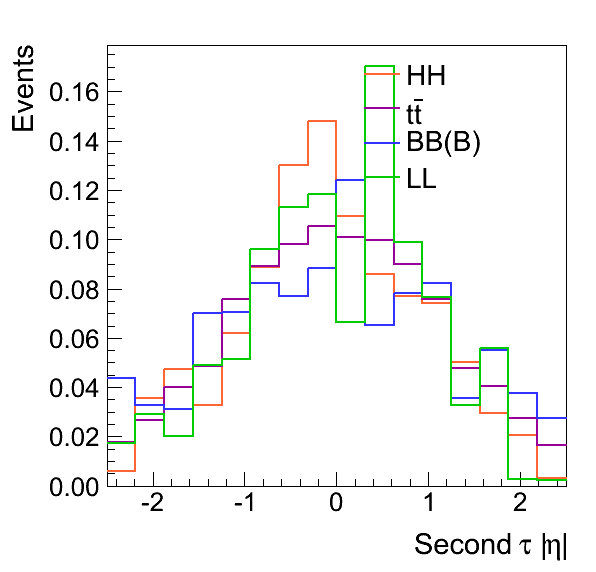 Events
0.16
0.14
0.12
0.10
0.08
0.06
0.04
0.02
0.00
HH
tt̄
BB(B)
LL
-2 -1 0 1 2
Second τ |η|